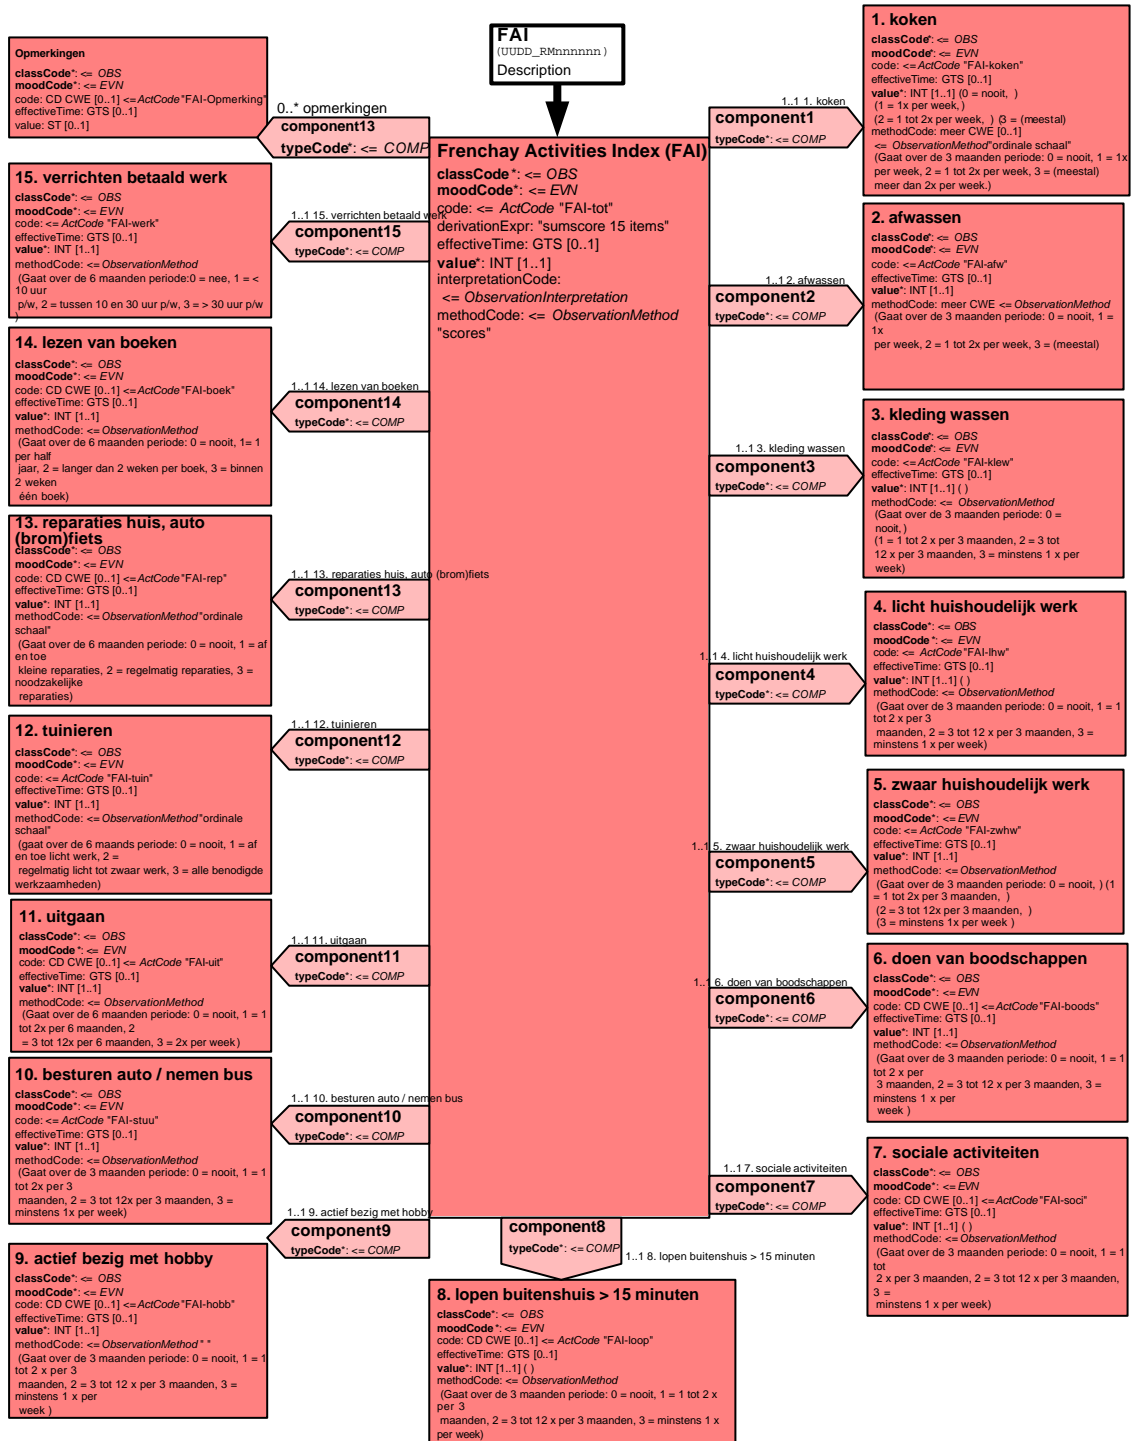 FAI
(UUDD_RMnnnnnn )
Description
Opmerkingen
classCode*: <= OBS
moodCode*: <= EVN
code: CD CWE [0..1] <= ActCode "FAI-Opmerking"
effectiveTime: GTS [0..1]
value: ST [0..1]
0..* opmerkingen
component13
typeCode*: <= COMP
Frenchay Activities Index (FAI)
classCode*: <= OBS
moodCode*: <= EVN
code: <= ActCode "FAI-tot"
derivationExpr: "sumscore 15 items"
effectiveTime: GTS [0..1]
value*: INT [1..1]
interpretationCode:
<= ObservationInterpretation
methodCode: <= ObservationMethod
"scores"
1..1 1. koken
component1
typeCode*: <= COMP
1. koken
classCode*: <= OBS
moodCode*: <= EVN
code: <= ActCode "FAI-koken"
effectiveTime: GTS [0..1]
value*: INT [1..1] (0 = nooit, )
(1 = 1x per week, )
(2 = 1 tot 2x per week, ) (3 = (meestal)
methodCode: meer CWE [0..1]
<= ObservationMethod "ordinale schaal"
(Gaat over de 3 maanden periode: 0 = nooit, 1 = 1x
per week, 2 = 1 tot 2x per week, 3 = (meestal)
meer dan 2x per week.)
1..1 2. afwassen
component2
typeCode*: <= COMP
2. afwassen
classCode*: <= OBS
moodCode*: <= EVN
code: <= ActCode "FAI-afw"
effectiveTime: GTS [0..1]
value*: INT [1..1]
methodCode: meer CWE <= ObservationMethod
(Gaat over de 3 maanden periode: 0 = nooit, 1 =
1x
per week, 2 = 1 tot 2x per week, 3 = (meestal)
1..1 3. kleding wassen
component3
typeCode*: <= COMP
3. kleding wassen
classCode*: <= OBS
moodCode*: <= EVN
code: <= ActCode "FAI-klew"
effectiveTime: GTS [0..1]
value*: INT [1..1] ( )
methodCode: <= ObservationMethod
(Gaat over de 3 maanden periode: 0 =
nooit, )
(1 = 1 tot 2 x per 3 maanden, 2 = 3 tot
12 x per 3 maanden, 3 = minstens 1 x per
week)
1..1 4. licht huishoudelijk werk
component4
typeCode*: <= COMP
4. licht huishoudelijk werk
classCode*: <= OBS
moodCode*: <= EVN
code: <= ActCode "FAI-lhw"
effectiveTime: GTS [0..1]
value*: INT [1..1] ( )
methodCode: <= ObservationMethod
(Gaat over de 3 maanden periode: 0 = nooit, 1 = 1
tot 2 x per 3
maanden, 2 = 3 tot 12 x per 3 maanden, 3 =
minstens 1 x per week)
1..1 5. zwaar huishoudelijk werk
component5
typeCode*: <= COMP
5. zwaar huishoudelijk werk
classCode*: <= OBS
moodCode*: <= EVN
code: <= ActCode "FAI-zwhw"
effectiveTime: GTS [0..1]
value*: INT [1..1]
methodCode: <= ObservationMethod
(Gaat over de 3 maanden periode: 0 = nooit, ) (1
= 1 tot 2x per 3 maanden, )
(2 = 3 tot 12x per 3 maanden, )
(3 = minstens 1x per week )
1..1 6. doen van boodschappen
component6
typeCode*: <= COMP
6. doen van boodschappen
classCode*: <= OBS
moodCode*: <= EVN
code: CD CWE [0..1] <= ActCode "FAI-boods"
effectiveTime: GTS [0..1]
value*: INT [1..1]
methodCode: <= ObservationMethod
(Gaat over de 3 maanden periode: 0 = nooit, 1 = 1
tot 2 x per
3 maanden, 2 = 3 tot 12 x per 3 maanden, 3 =
minstens 1 x per
week )
1..1 7. sociale activiteiten
component7
typeCode*: <= COMP
7. sociale activiteiten
classCode*: <= OBS
moodCode*: <= EVN
code: CD CWE [0..1] <= ActCode "FAI-soci"
effectiveTime: GTS [0..1]
value*: INT [1..1] ( )
methodCode: <= ObservationMethod
(Gaat over de 3 maanden periode: 0 = nooit, 1 = 1
tot
2 x per 3 maanden, 2 = 3 tot 12 x per 3 maanden,
3 =
minstens 1 x per week)
component8
typeCode*: <= COMP
1..1 8. lopen buitenshuis > 15 minuten
8. lopen buitenshuis > 15 minuten
classCode*: <= OBS
moodCode*: <= EVN
code: CD CWE [0..1] <= ActCode "FAI-loop"
effectiveTime: GTS [0..1]
value*: INT [1..1] ( )
methodCode: <= ObservationMethod
(Gaat over de 3 maanden periode: 0 = nooit, 1 = 1 tot 2 x
per 3
maanden, 2 = 3 tot 12 x per 3 maanden, 3 = minstens 1 x
per week)
1..1 9. actief bezig met hobby
component9
typeCode*: <= COMP
9. actief bezig met hobby
classCode*: <= OBS
moodCode*: <= EVN
code: CD CWE [0..1] <= ActCode "FAI-hobb"
effectiveTime: GTS [0..1]
value*: INT [1..1]
methodCode: <= ObservationMethod " "
(Gaat over de 3 maanden periode: 0 = nooit, 1 = 1
tot 2 x per 3
maanden, 2 = 3 tot 12 x per 3 maanden, 3 =
minstens 1 x per
week )
1..1 10. besturen auto / nemen bus
component10
typeCode*: <= COMP
10. besturen auto / nemen bus
classCode*: <= OBS
moodCode*: <= EVN
code: <= ActCode "FAI-stuu"
effectiveTime: GTS [0..1]
value*: INT [1..1]
methodCode: <= ObservationMethod
(Gaat over de 3 maanden periode: 0 = nooit, 1 = 1
tot 2x per 3
maanden, 2 = 3 tot 12x per 3 maanden, 3 =
minstens 1x per week)
1..1 11. uitgaan
component11
typeCode*: <= COMP
11. uitgaan
classCode*: <= OBS
moodCode*: <= EVN
code: CD CWE [0..1] <= ActCode "FAI-uit"
effectiveTime: GTS [0..1]
value*: INT [1..1]
methodCode: <= ObservationMethod
(Gaat over de 6 maanden periode: 0 = nooit, 1 = 1
tot 2x per 6 maanden, 2
= 3 tot 12x per 6 maanden, 3 = 2x per week)
1..1 12. tuinieren
component12
typeCode*: <= COMP
12. tuinieren
classCode*: <= OBS
moodCode*: <= EVN
code: <= ActCode "FAI-tuin"
effectiveTime: GTS [0..1]
value*: INT [1..1]
methodCode: <= ObservationMethod "ordinale
schaal"
(gaat over de 6 maands periode: 0 = nooit, 1 = af
en toe licht werk, 2 =
regelmatig licht tot zwaar werk, 3 = alle benodigde
werkzaamheden)
1..1 13. reparaties huis, auto (brom)fiets
component13
typeCode*: <= COMP
13. reparaties huis, auto
(brom)fiets
classCode*: <= OBS
moodCode*: <= EVN
code: CD CWE [0..1] <= ActCode "FAI-rep"
effectiveTime: GTS [0..1]
value*: INT [1..1]
methodCode: <= ObservationMethod "ordinale
schaal"
(Gaat over de 6 maanden periode: 0 = nooit, 1 = af
en toe
kleine reparaties, 2 = regelmatig reparaties, 3 =
noodzakelijke
reparaties)
1..1 14. lezen van boeken
component14
typeCode*: <= COMP
14. lezen van boeken
classCode*: <= OBS
moodCode*: <= EVN
code: CD CWE [0..1] <= ActCode "FAI-boek"
effectiveTime: GTS [0..1]
value*: INT [1..1]
methodCode: <= ObservationMethod
(Gaat over de 6 maanden periode: 0 = nooit, 1= 1
per half
jaar, 2 = langer dan 2 weken per boek, 3 = binnen
2 weken
één boek)
1..1 15. verrichten betaald werk
component15
typeCode*: <= COMP
15. verrichten betaald werk
classCode*: <= OBS
moodCode*: <= EVN
code: <= ActCode "FAI-werk"
effectiveTime: GTS [0..1]
value*: INT [1..1]
methodCode: <= ObservationMethod
(Gaat over de 6 maanden periode:0 = nee, 1 = <
10 uur
p/w, 2 = tussen 10 en 30 uur p/w, 3 = > 30 uur p/w
)